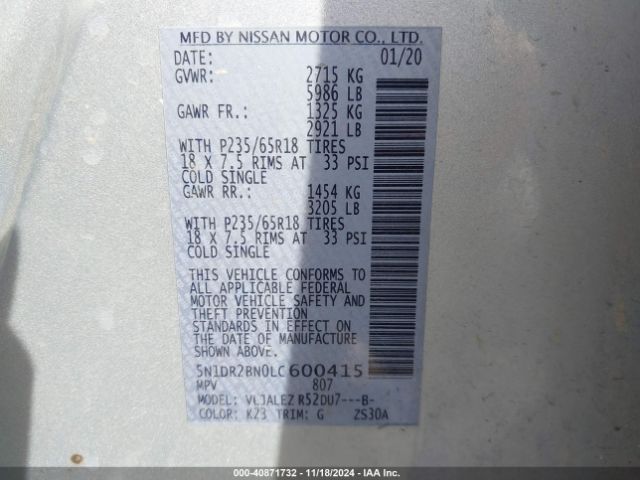 MFD BY NISSAN MOTOR CO., LTD.
DATE: 01/20
GVWR: 2715 KG
5986 LB
GAWR FR.: 1325 KG
2921 LB
WITH P235/65R18 TIRES
18 X 7.5 RIMS AT 33 PSI
COLD SINGLE
GAWR RR.: 1454 KG
3205 LB
WITH P235/65R18 TIRES
18 X 7.5 RIMS AT 33 PSI
COLD SINGLE
THIS VEHICLE CONFORMS TO
ALL APPLICABLE FEDERAL
MOTOR VEHICLE SAFETY AND
THEFT PREVENTION
STANDARDS IN EFFECT ON
THE DATE OF MANUFACTURE
SHOWN ABOVE.
5N1DR2BN0LC600415
MPV 807
MODEL: VLJALEZ R52DU7---B-
COLOR: K23 TRIM: G ZS30A
000-40871732 - 11/18/2024 - IAA Inc.